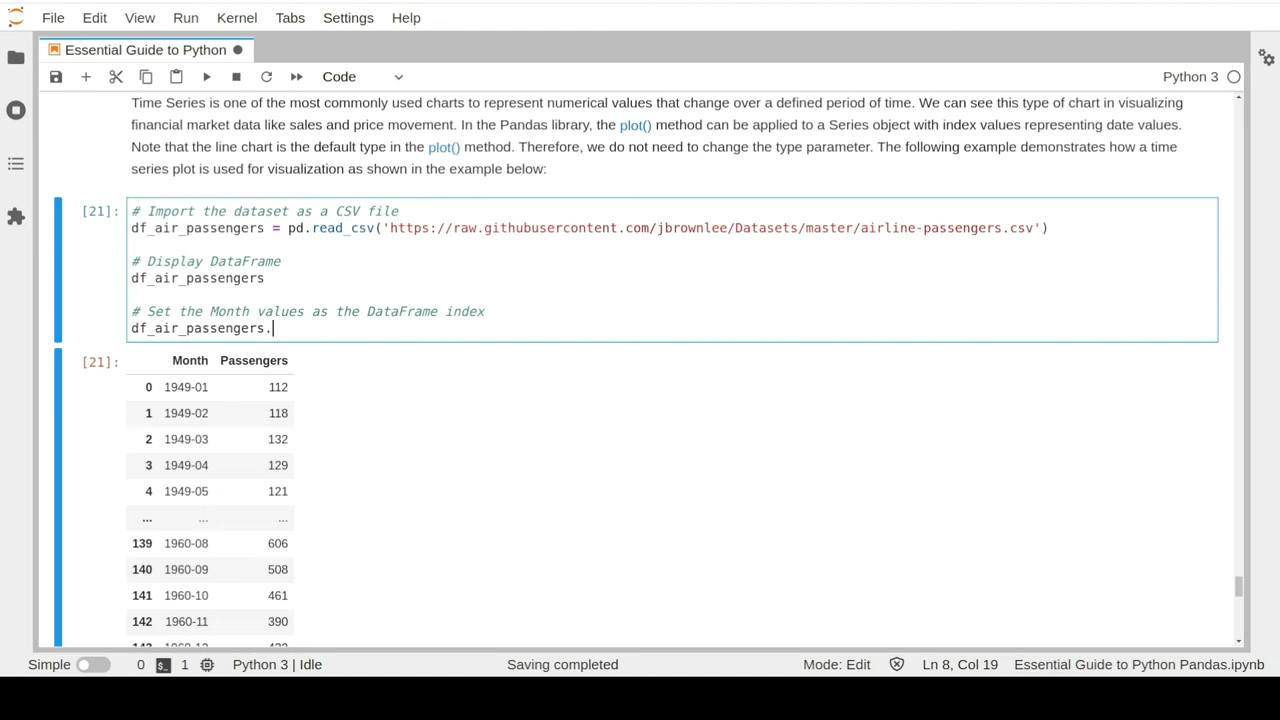 File Edit View Run Kernel Tabs Settings Help
Essential Guide to Python
Code
Python 3
Time Series is one of the most commonly used charts to represent numerical values that change over a defined period of time. We can see this type of chart in visualizing
financial market data like sales and price movement. In the Pandas library, the plot() method can be applied to a Series object with index values representing date values.
Note that the line chart is the default type in the plot() method. Therefore, we do not need to change the type parameter. The following example demonstrates how a time
series plot is used for visualization as shown in the example below:
[21]: # Import the dataset as a CSV file
df_air_passengers = pd.read_csv('https://raw.githubusercontent.com/jbrownlee/Datasets/master/airline-passengers.csv')
# Display DataFrame
df_air_passengers
# Set the Month values as the DataFrame index
df_air_passengers.
[21]: Month Passengers
0 1949-01 112
1 1949-02 118
2 1949-03 132
3 1949-04 129
4 1949-05 121
... ... ...
139 1960-08 606
140 1960-09 508
141 1960-10 461
142 1960-11 390
Simple 0 $_ 1 Python 3 | Idle Saving completed Mode: Edit Ln 8, Col 19 Essential Guide to Python Pandas.ipynb